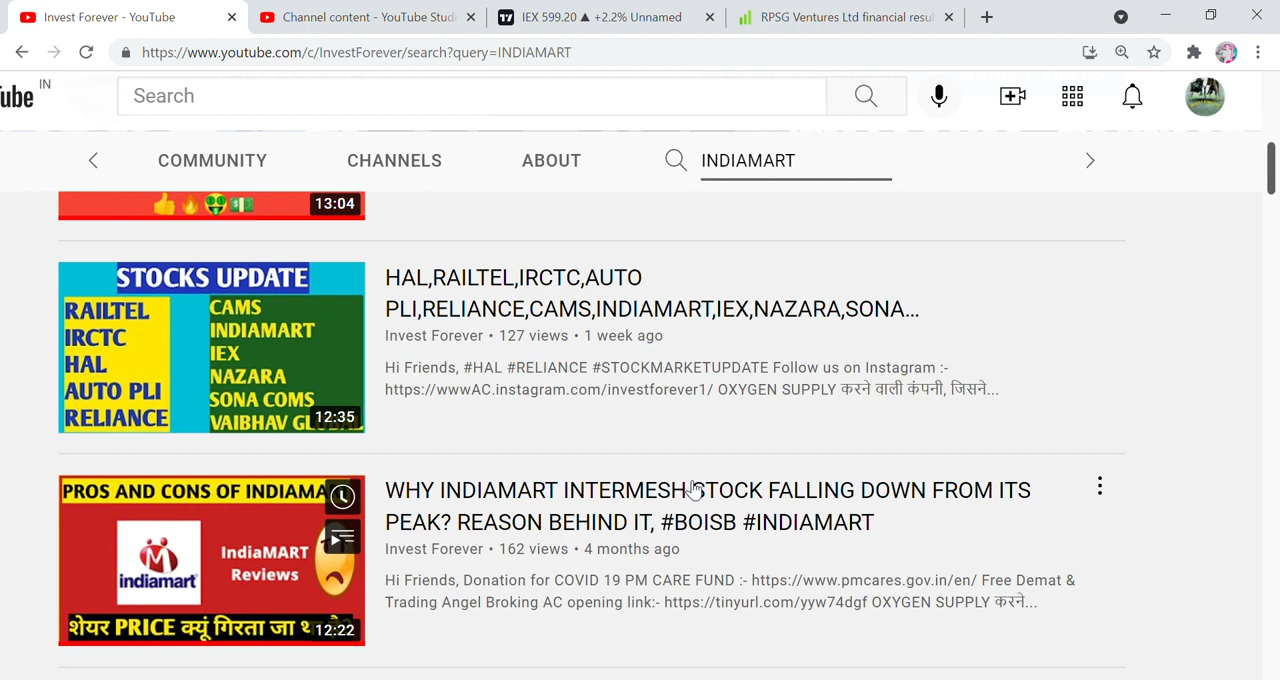 Invest Forever - YouTube
Channel content - YouTube Studi
IEX 599.20 ▲ +2.2% Unnamed
RPSG Ventures Ltd financial resu
https://www.youtube.com/c/InvestForever/search?query=INDIAMART
ube IN
Search
COMMUNITY
CHANNELS
ABOUT
INDIAMART
13:04
STOCKS UPDATE
RAILTEL
IRCTC
HAL
AUTO PLI
RELIANCE
CAMS
INDIAMART
IEX
NAZARA
SONA COMS
VAIBHAV
12:35
HAL,RAILTEL,IRCTC,AUTO
PLI,RELIANCE,CAMS,INDIAMART,IEX,NAZARA,SONA...
Invest Forever • 127 views • 1 week ago
Hi Friends, #HAL #RELIANCE #STOCKMARKETUPDATE Follow us on Instagram :-
https://wwwAC.instagram.com/investforever1/ OXYGEN SUPPLY करने वाली कंपनी, जिसने...
PROS AND CONS OF INDIAMA
indiamart
IndiaMART
Reviews
शेयर PRICE क्यूं गिरता जा
12:22
WHY INDIAMART INTERMESH STOCK FALLING DOWN FROM ITS
PEAK? REASON BEHIND IT, #BOISB #INDIAMART
Invest Forever • 162 views • 4 months ago
Hi Friends, Donation for COVID 19 PM CARE FUND :- https://www.pmcares.gov.in/en/ Free Demat &
Trading Angel Broking AC opening link:- https://tinyurl.com/yyw74dgf OXYGEN SUPPLY करने...